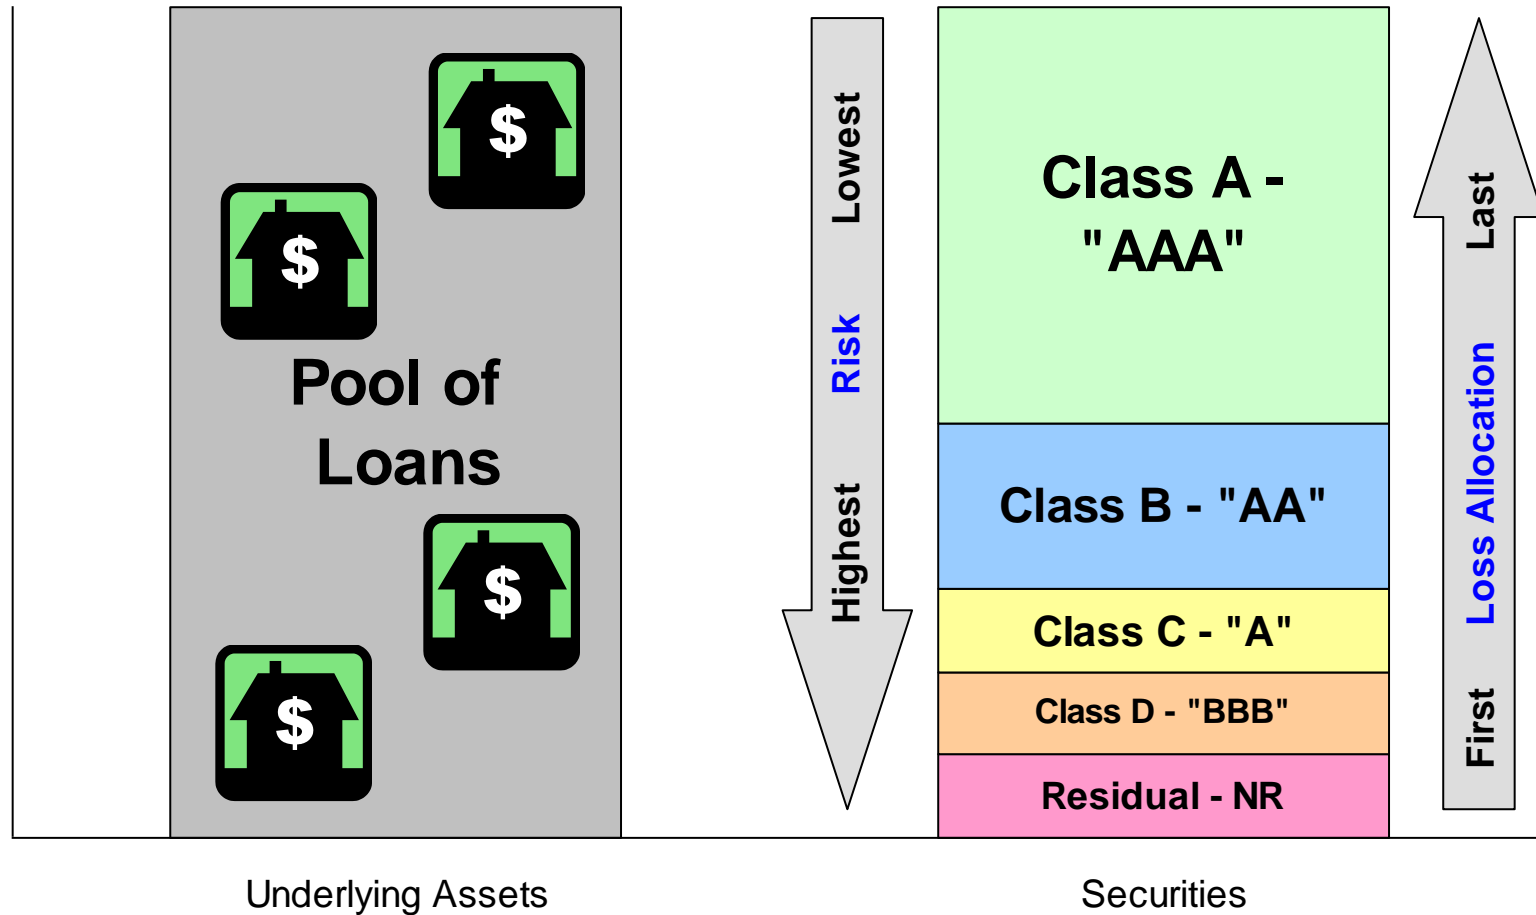 $
$
Pool of
Loans
$
$
Underlying Assets
Lowest
Risk
Highest
Class A -
"AAA"
Class B - "AA"
Class C - "A"
Class D - "BBB"
Residual - NR
Securities
Last
Loss Allocation
First